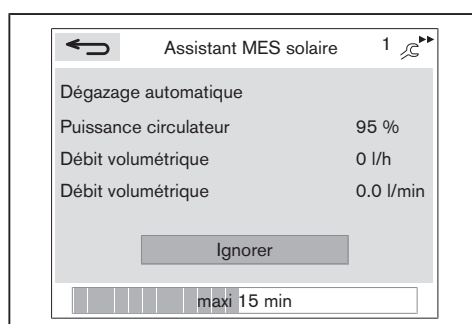 Assistant MES solaire 1
Dégazage automatique
Puissance circulateur 95 %
Débit volumétrique 0 l/h
Débit volumétrique 0.0 l/min
Ignorer
maxi 15 min